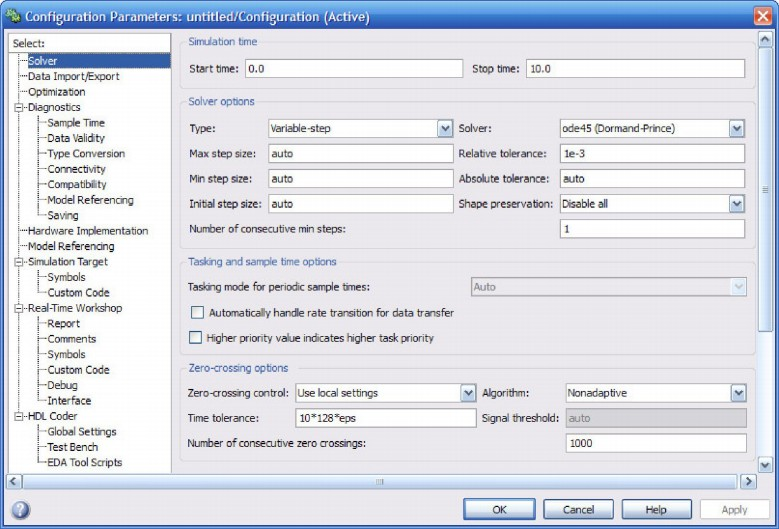 Configuration Parameters: untitled/Configuration (Active)
Select:
Solver
Data Import/Export
Optimization
Diagnostics
Sample Time
Data Validity
Type Conversion
Connectivity
Compatibility
Model Referencing
Saving
Hardware Implementation
Model Referencing
Simulation Target
Symbols
Custom Code
Real-Time Workshop
Report
Comments
Symbols
Custom Code
Debug
Interface
HDL Coder
Global Settings
Test Bench
EDA Tool Scripts
Simulation time
Start time: 0.0 Stop time: 10.0
Solver options
Type: Variable-step Solver: ode45 (Dormand-Prince)
Max step size: auto Relative tolerance: 1e-3
Min step size: auto Absolute tolerance: auto
Initial step size: auto Shape preservation: Disable all
Number of consecutive min steps: 1
Tasking and sample time options
Tasking mode for periodic sample times: Auto
Automatically handle rate transition for data transfer
Higher priority value indicates higher task priority
Zero-crossing options
Zero-crossing control: Use local settings Algorithm: Nonadaptive
Time tolerance: 10*128*eps Signal threshold: auto
Number of consecutive zero crossings: 1000
OK Cancel Help Apply